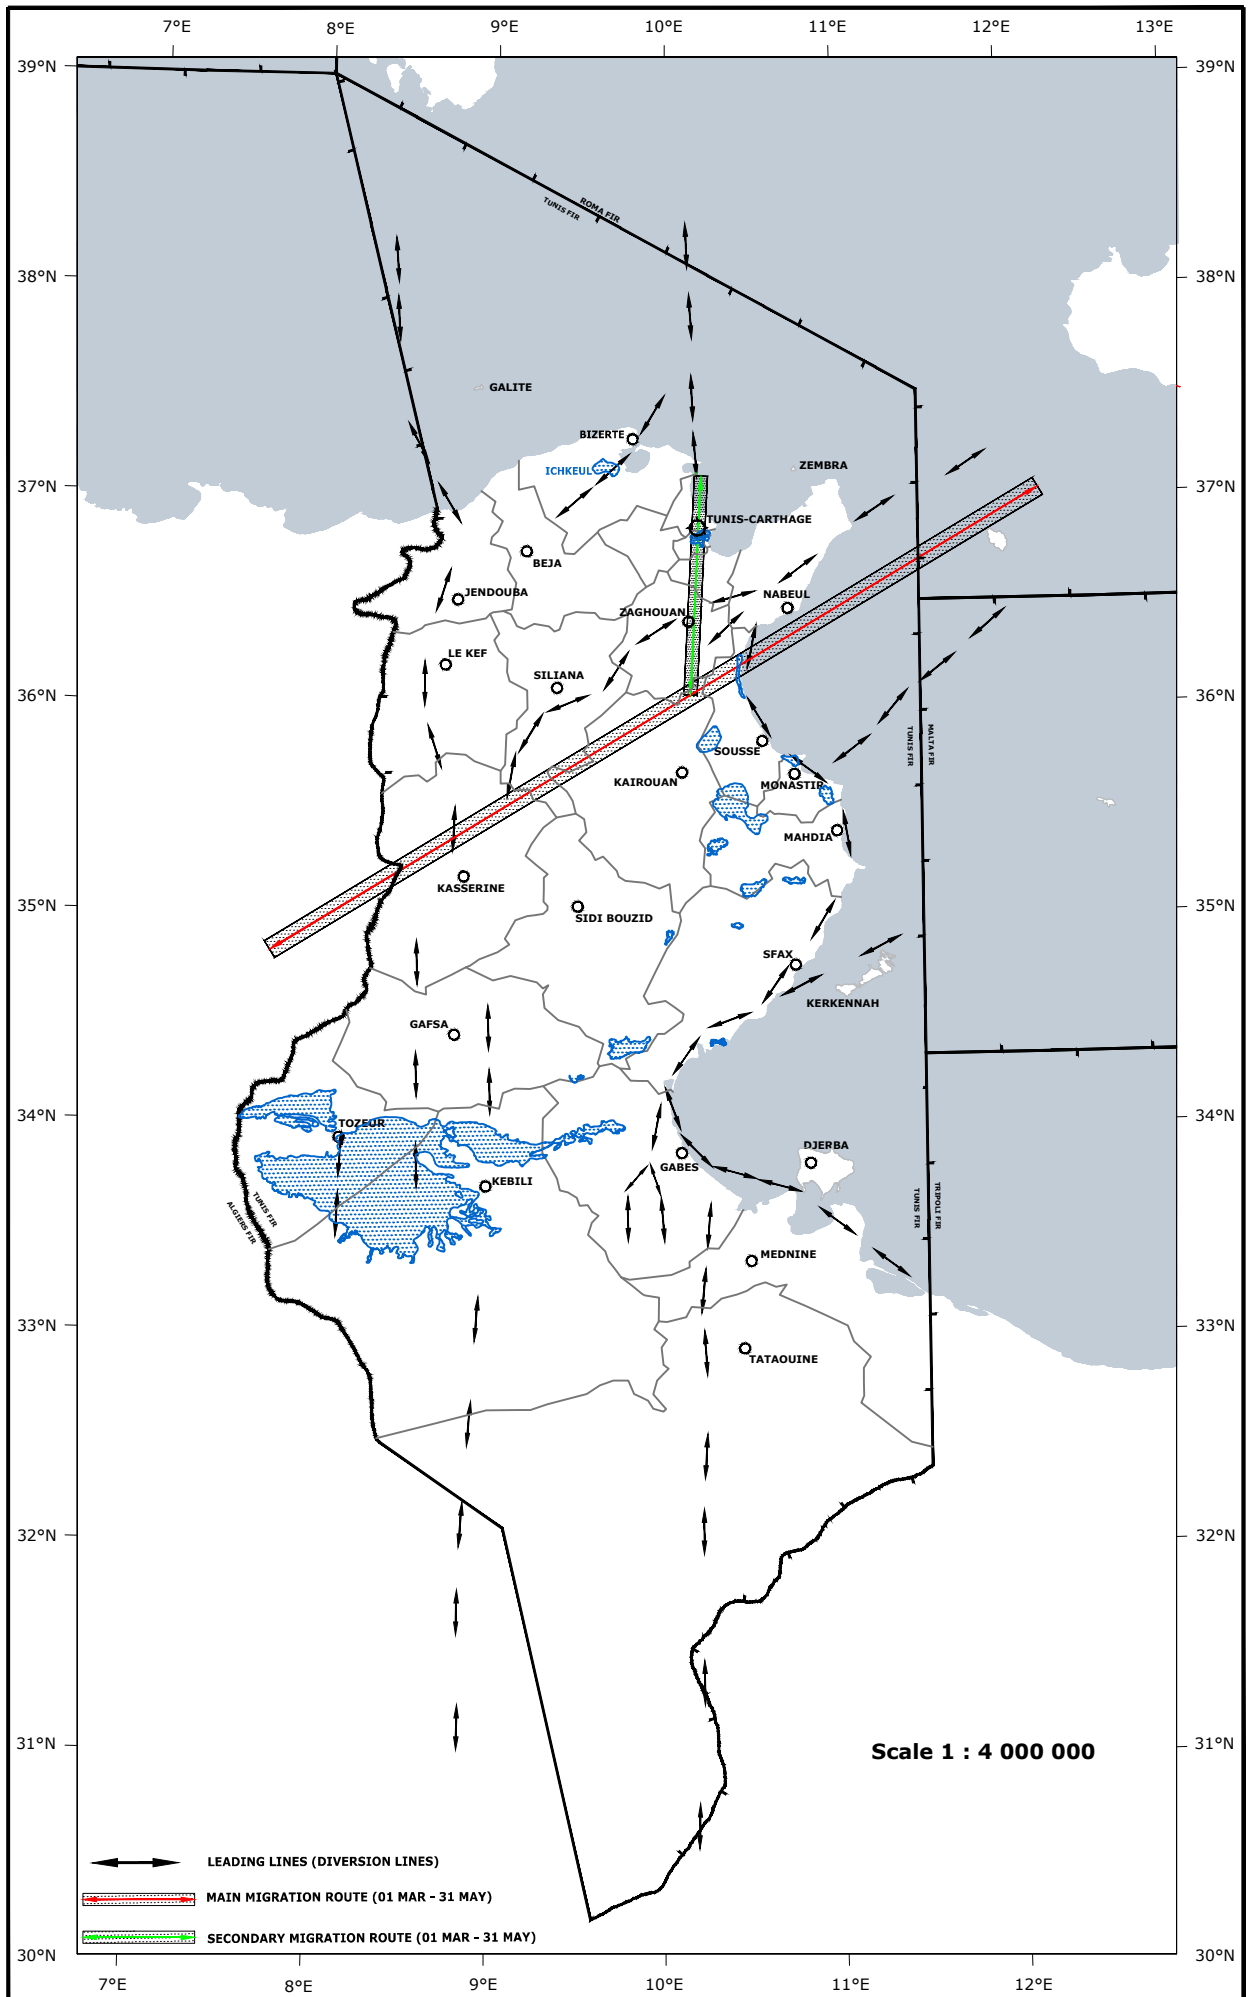 7°E 8°E 9°E 10°E 11°E 12°E 13°E
39°N 39°N
ROMA FIR
TUNIS FIR
38°N 38°N
GALITE
BIZERTE
ICHKEUL
ZEMBRA
37°N 37°N
TUNIS-CARTHAGE
BEJA
JENDOUBA
NABEUL
ZAGHOUAN
LE KEF
SILIANA
36°N 36°N
MALTA FIR
TUNIS FIR
SOUSSE
KAIROUAN
MONASTIR
MAHDIA
KASSERINE
35°N 35°N
SIDI BOUZID
SFAX
KERKENNAH
GAFSA
34°N 34°N
TOZEUR
DJERBA
GABES
KEBILI
TUNIS FIR
ALGIERS FIR
TRIPOLI FIR
TUNIS FIR
MEDNINE
33°N 33°N
TATAOUINE
32°N 32°N
31°N 31°N
Scale 1 : 4 000 000
LEADING LINES (DIVERSION LINES)
MAIN MIGRATION ROUTE (01 MAR - 31 MAY)
SECONDARY MIGRATION ROUTE (01 MAR - 31 MAY)
30°N 30°N
7°E 8°E 9°E 10°E 11°E 12°E